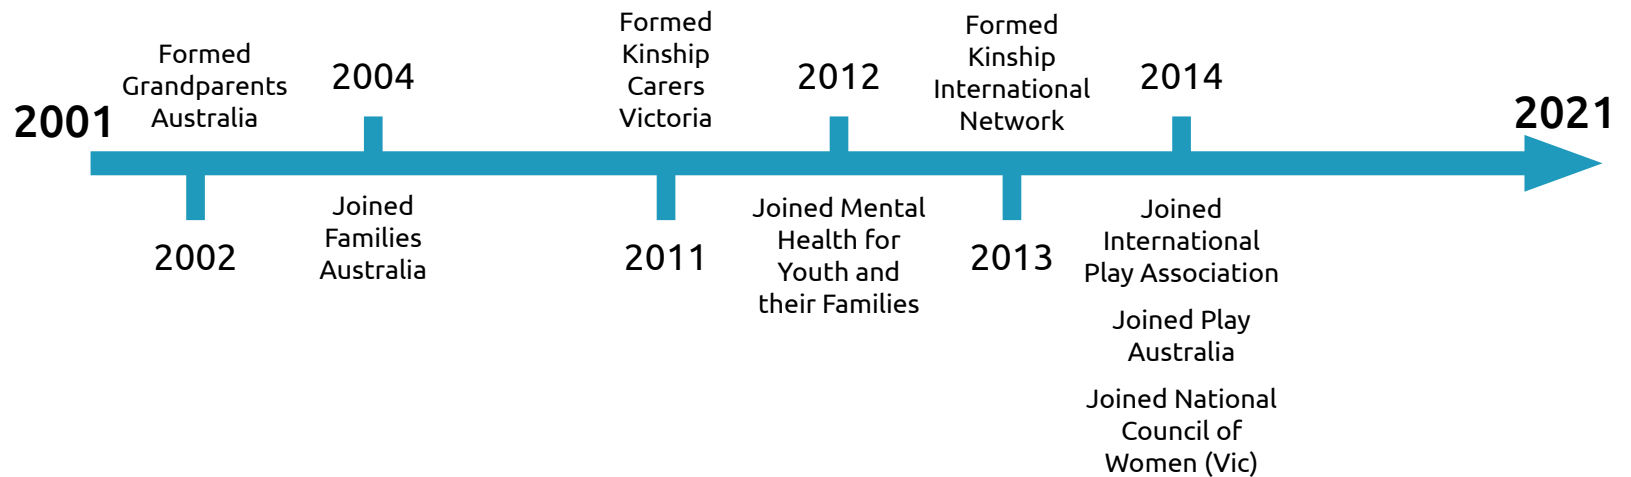 2001
Formed
Grandparents
Australia
2002
2004
Joined
Families
Australia
Formed
Kinship
Carers
Victoria
2011
2012
Joined Mental
Health for
Youth and
their Families
Formed
Kinship
International
Network
2013
2014
Joined
International
Play Association
Joined Play
Australia
Joined National
Council of
Women (Vic)
2021